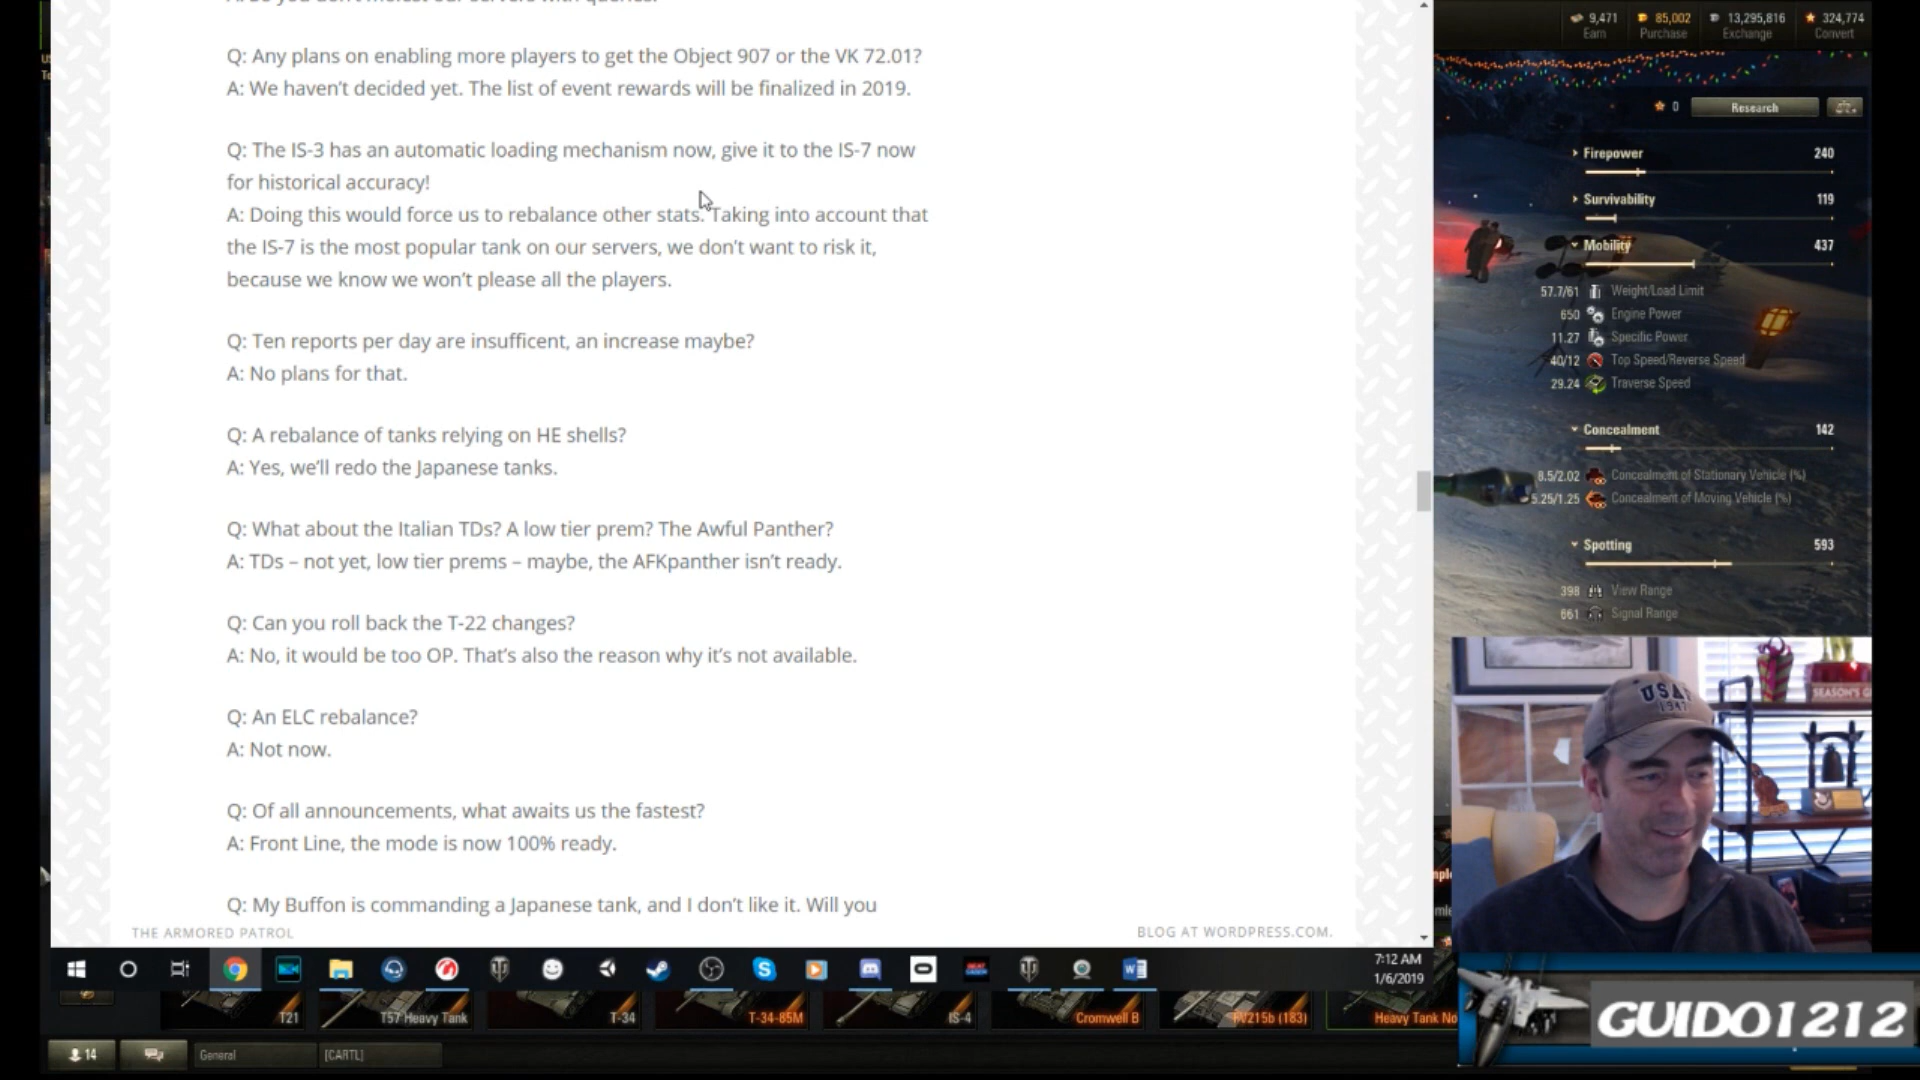 Q: Any plans on enabling more players to get the Object 907 or the VK 72.01?
A: We haven't decided yet. The list of event rewards will be finalized in 2019.
Q: The IS-3 has an automatic loading mechanism now, give it to the IS-7 now
for historical accuracy!
A: Doing this would force us to rebalance other stats. Taking into account that
the IS-7 is the most popular tank on our servers, we don't want to risk it,
because we know we won't please all the players.
Q: Ten reports per day are insufficent, an increase maybe?
A: No plans for that.
Q: A rebalance of tanks relying on HE shells?
A: Yes, we'll redo the Japanese tanks.
Q: What about the Italian TDs? A low tier prem? The Awful Panther?
A: TDs – not yet, low tier prems – maybe, the AFKpanther isn't ready.
Q: Can you roll back the T-22 changes?
A: No, it would be too OP. That's also the reason why it's not available.
Q: An ELC rebalance?
A: Not now.
Q: Of all announcements, what awaits us the fastest?
A: Front Line, the mode is now 100% ready.
Q: My Buffon is commanding a Japanese tank, and I don't like it. Will you
THE ARMORED PATROL
BLOG AT WORDPRESS.COM.
9,471 85,002 13,295,816 324,774
Earn Purchase Exchange Convert
0 Research
Firepower 240
Survivability 119
Mobility 437
57.7/61 Weight/Load Limit
650 Engine Power
11.27 Specific Power
40/12 Top Speed/Reverse Speed
29.24 Traverse Speed
Concealment 142
8.5/2.02 Concealment of Stationary Vehicle (%)
5.25/1.25 Concealment of Moving Vehicle (%)
Spotting 593
398 View Range
661 Signal Range
SEASON'S
1947
7:12 AM
1/6/2019
T21 T57 Heavy Tank T-34 T-34-85M IS-4 Cromwell B FV215b (183) Heavy Tank No
14 General [CARTL]
GUIDO1212